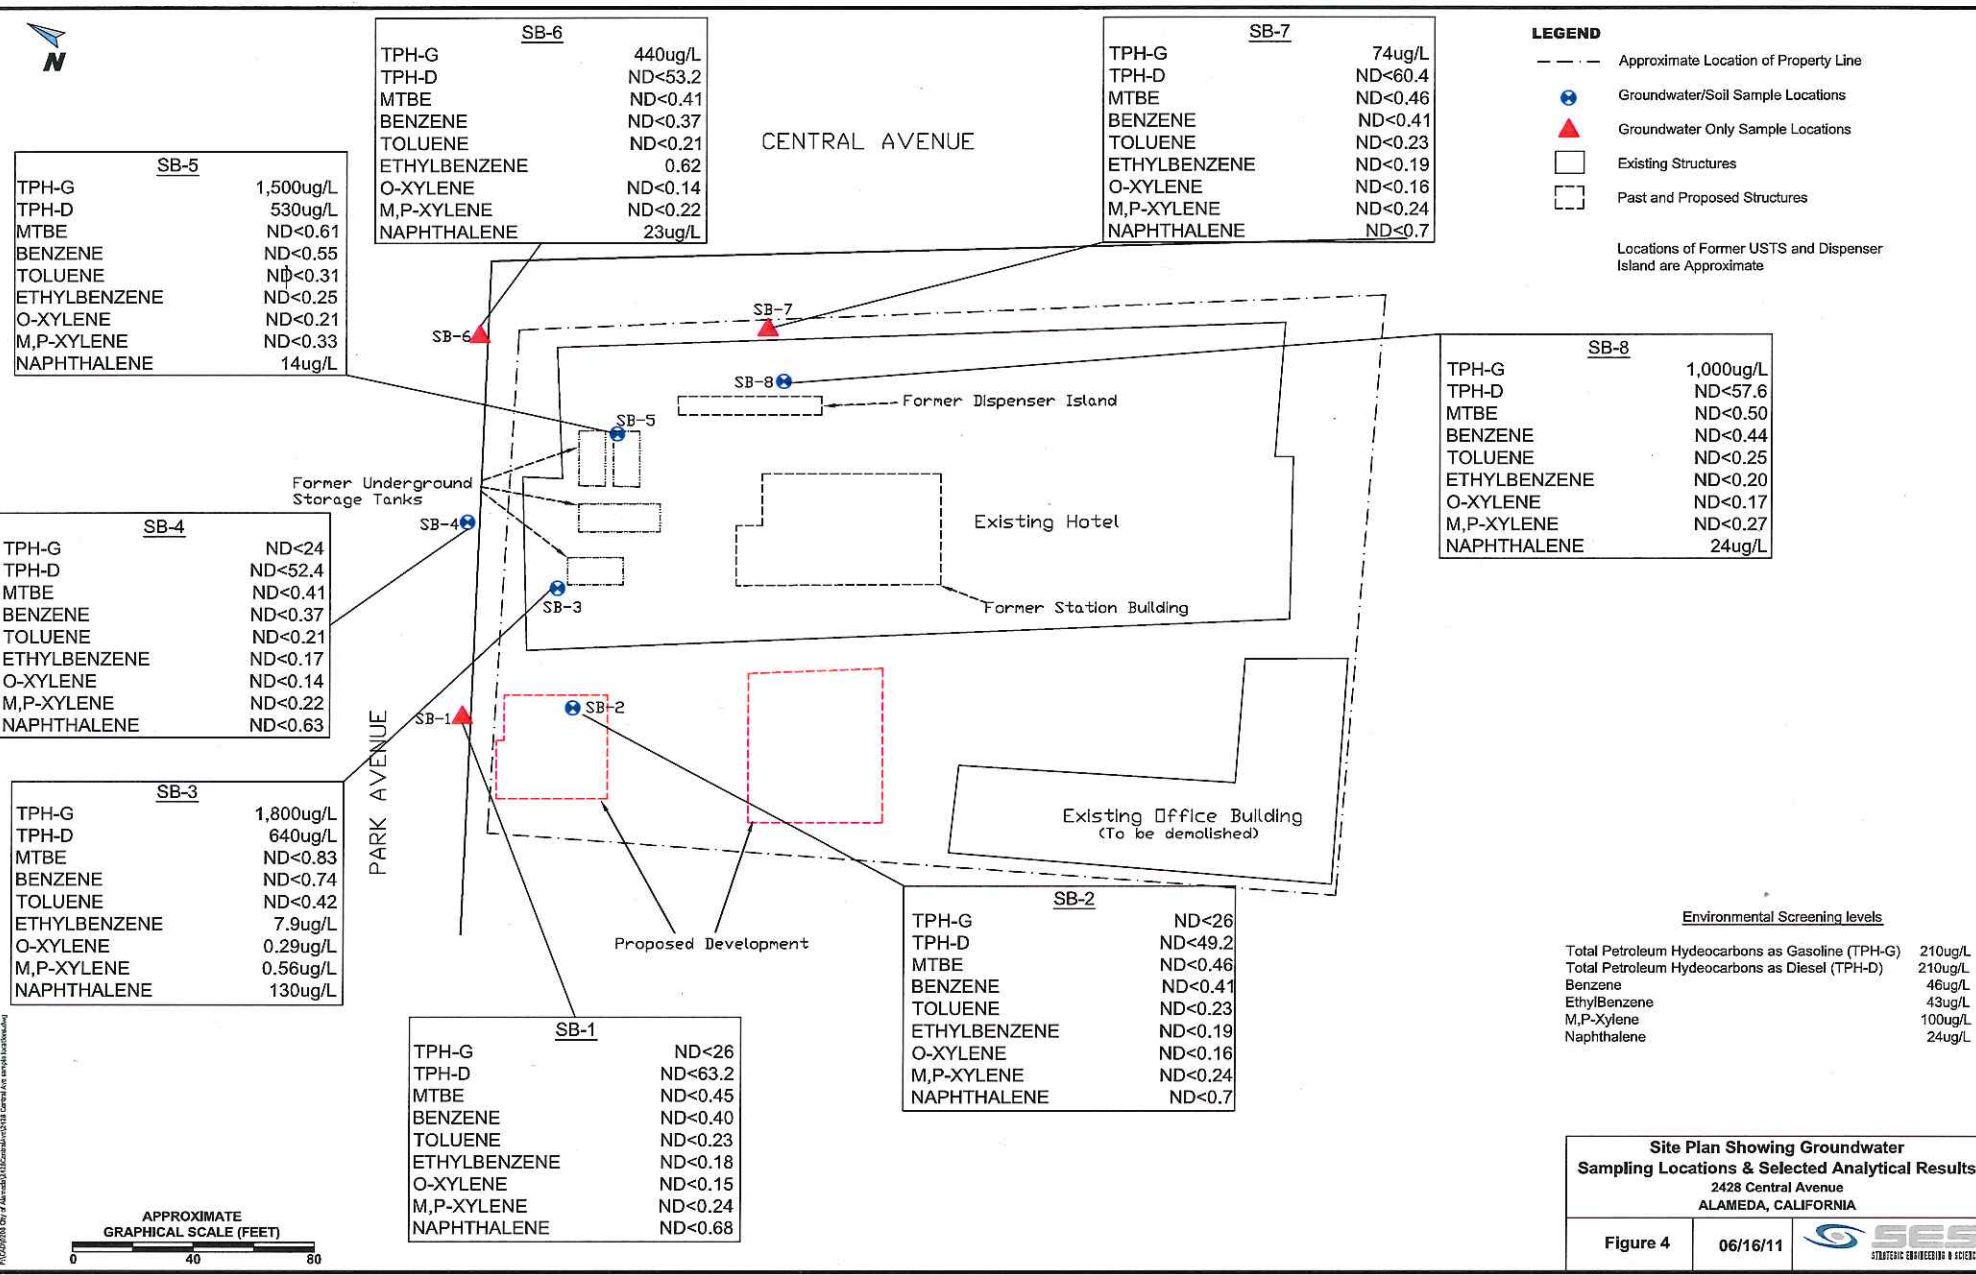 N
SB-6
TPH-G 440ug/L
TPH-D ND<53.2
MTBE ND<0.41
BENZENE ND<0.37
TOLUENE ND<0.21
ETHYLBENZENE 0.62
O-XYLENE ND<0.14
M,P-XYLENE ND<0.22
NAPHTHALENE 23ug/L
CENTRAL AVENUE
SB-7
TPH-G 74ug/L
TPH-D ND<60.4
MTBE ND<0.46
BENZENE ND<0.41
TOLUENE ND<0.23
ETHYLBENZENE ND<0.19
O-XYLENE ND<0.16
M,P-XYLENE ND<0.24
NAPHTHALENE ND<0.7
LEGEND
Approximate Location of Property Line
Groundwater/Soil Sample Locations
Groundwater Only Sample Locations
Existing Structures
Past and Proposed Structures
Locations of Former USTS and Dispenser
Island are Approximate
SB-5
TPH-G 1,500ug/L
TPH-D 530ug/L
MTBE ND<0.61
BENZENE ND<0.55
TOLUENE ND<0.31
ETHYLBENZENE ND<0.25
O-XYLENE ND<0.21
M,P-XYLENE ND<0.33
NAPHTHALENE 14ug/L
SB-6
SB-7
SB-8
Former Dispenser Island
SB-5
Former Underground
Storage Tanks
SB-4
Existing Hotel
SB-3
Former Station Building
SB-8
TPH-G 1,000ug/L
TPH-D ND<57.6
MTBE ND<0.50
BENZENE ND<0.44
TOLUENE ND<0.25
ETHYLBENZENE ND<0.20
O-XYLENE ND<0.17
M,P-XYLENE ND<0.27
NAPHTHALENE 24ug/L
SB-4
TPH-G ND<24
TPH-D ND<52.4
MTBE ND<0.41
BENZENE ND<0.37
TOLUENE ND<0.21
ETHYLBENZENE ND<0.17
O-XYLENE ND<0.14
M,P-XYLENE ND<0.22
NAPHTHALENE ND<0.63
SB-1
SB-2
PARK AVENUE
Existing Office Building
(To be demolished)
Proposed Development
SB-3
TPH-G 1,800ug/L
TPH-D 640ug/L
MTBE ND<0.83
BENZENE ND<0.74
TOLUENE ND<0.42
ETHYLBENZENE 7.9ug/L
O-XYLENE 0.29ug/L
M,P-XYLENE 0.56ug/L
NAPHTHALENE 130ug/L
SB-2
TPH-G ND<26
TPH-D ND<49.2
MTBE ND<0.46
BENZENE ND<0.41
TOLUENE ND<0.23
ETHYLBENZENE ND<0.19
O-XYLENE ND<0.16
M,P-XYLENE ND<0.24
NAPHTHALENE ND<0.7
SB-1
TPH-G ND<26
TPH-D ND<63.2
MTBE ND<0.45
BENZENE ND<0.40
TOLUENE ND<0.23
ETHYLBENZENE ND<0.18
O-XYLENE ND<0.15
M,P-XYLENE ND<0.24
NAPHTHALENE ND<0.68
Environmental Screening levels
Total Petroleum Hydeocarbons as Gasoline (TPH-G) 210ug/L
Total Petroleum Hydeocarbons as Diesel (TPH-D) 210ug/L
Benzene 46ug/L
EthylBenzene 43ug/L
M,P-Xylene 100ug/L
Naphthalene 24ug/L
APPROXIMATE
GRAPHICAL SCALE (FEET)
0 40 80
Site Plan Showing Groundwater
Sampling Locations & Selected Analytical Results
2428 Central Avenue
ALAMEDA, CALIFORNIA
Figure 4
06/16/11
SES
STRATEGIC ENGINEERING & SCIENC